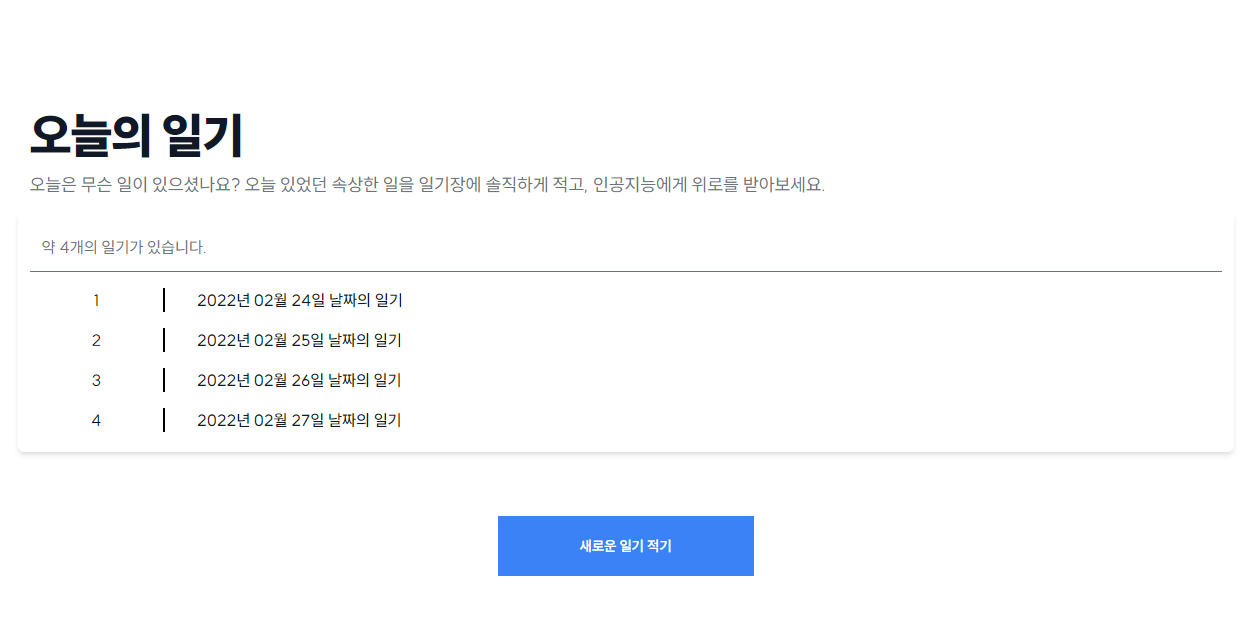 오늘의 일기
오늘은 무슨 일이 있으셨나요? 오늘 있었던 속상한 일을 일기장에 솔직하게 적고, 인공지능에게 위로를 받아보세요.
약 4개의 일기가 있습니다.
1 2022년 02월 24일 날짜의 일기
2 2022년 02월 25일 날짜의 일기
3 2022년 02월 26일 날짜의 일기
4 2022년 02월 27일 날짜의 일기
새로운 일기 적기